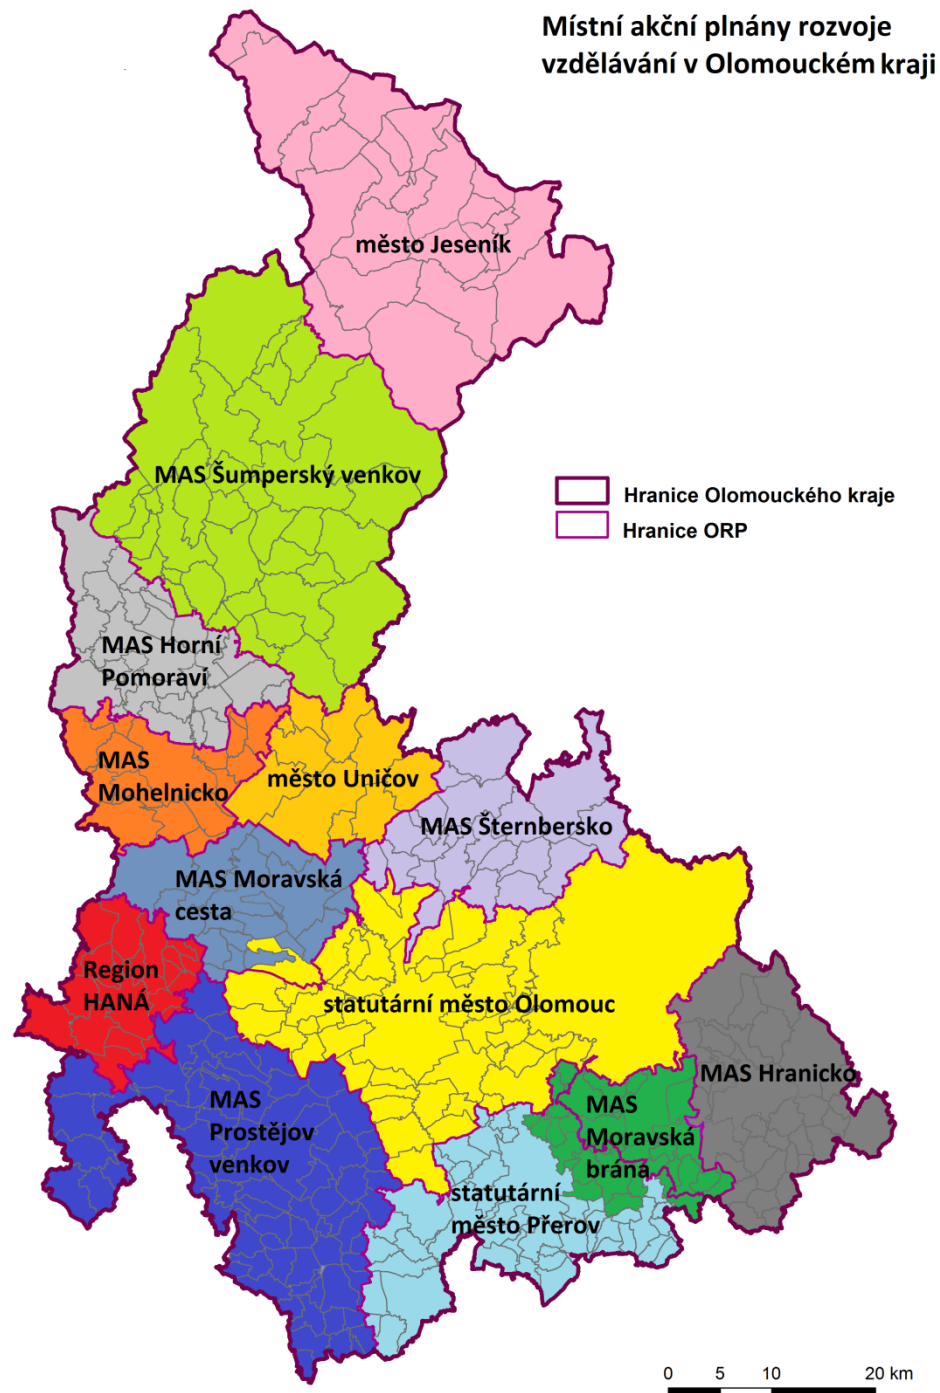 Místní akční plnány rozvoje
vzdělávání v Olomouckém kraji
město Jeseník
MAS Šumperský venkov
Hranice Olomouckého kraje
Hranice ORP
MAS Horní
Pomoraví
MAS
Mohelnicko
město Uničov
MAS Šternbersko
MAS Moravská
cesta
Region
HANÁ
statutární město Olomouc
MAS Hranicko
MAS
Prostějov
venkov
MAS
Moravská
brána
statutární
město Přerov
0 5 10 20 km